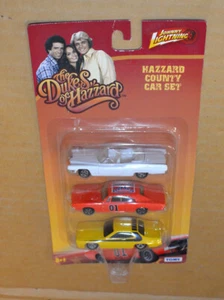 the
Dukes
of Hazzard
JOHNNY
LIGHTNING
HAZZARD
COUNTY
CAR SET
01